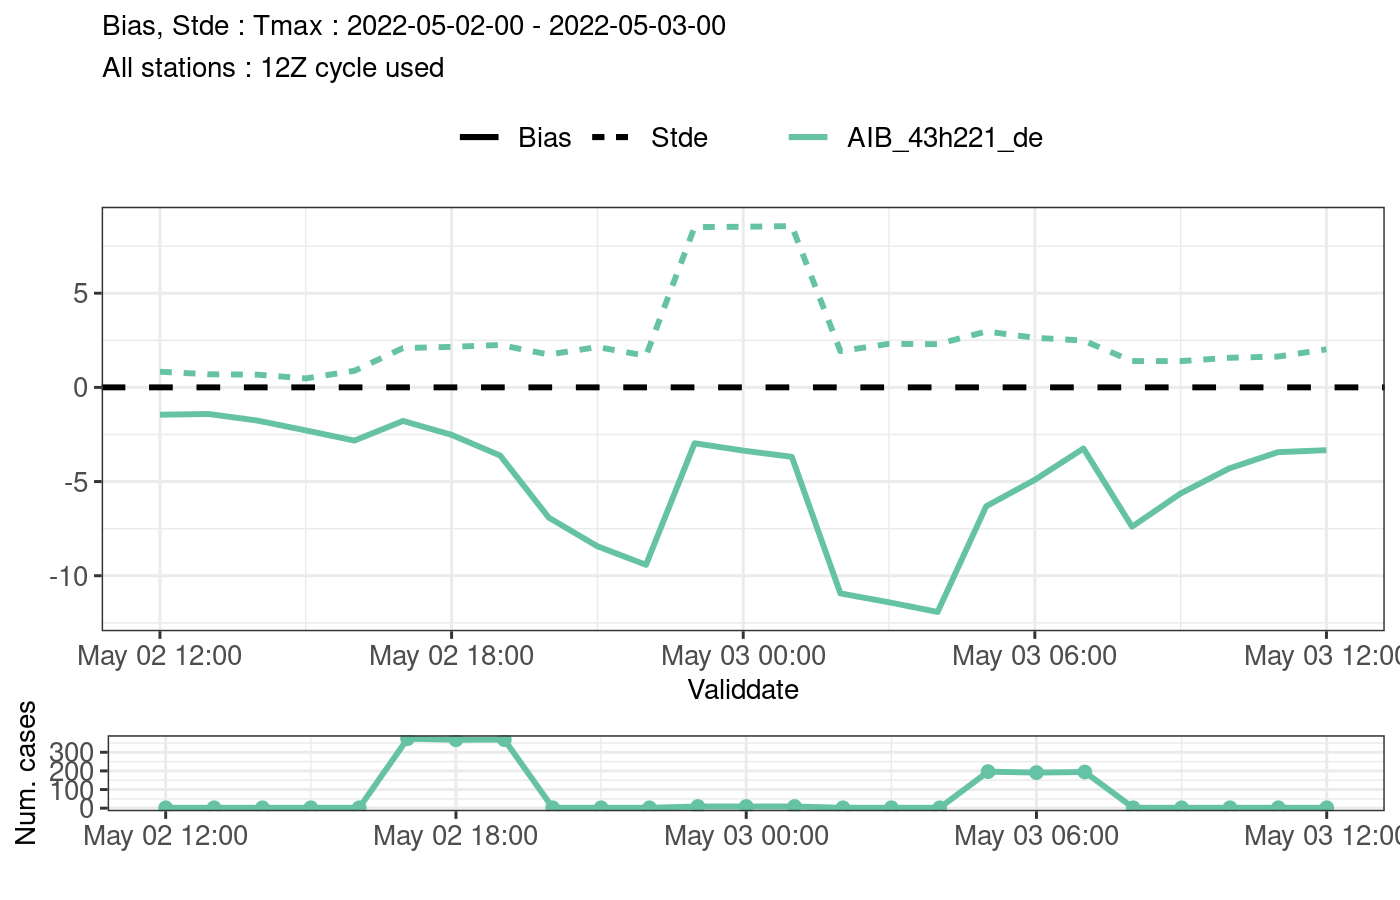 Bias, Stde : Tmax : 2022-05-02-00 - 2022-05-03-00
All stations : 12Z cycle used
Bias Stde AIB_43h221_de
5
0
-5
-10
May 02 12:00 May 02 18:00 May 03 00:00 May 03 06:00 May 03 12:00
Validdate
Num. cases
300
200
100
0
May 02 12:00 May 02 18:00 May 03 00:00 May 03 06:00 May 03 12:00